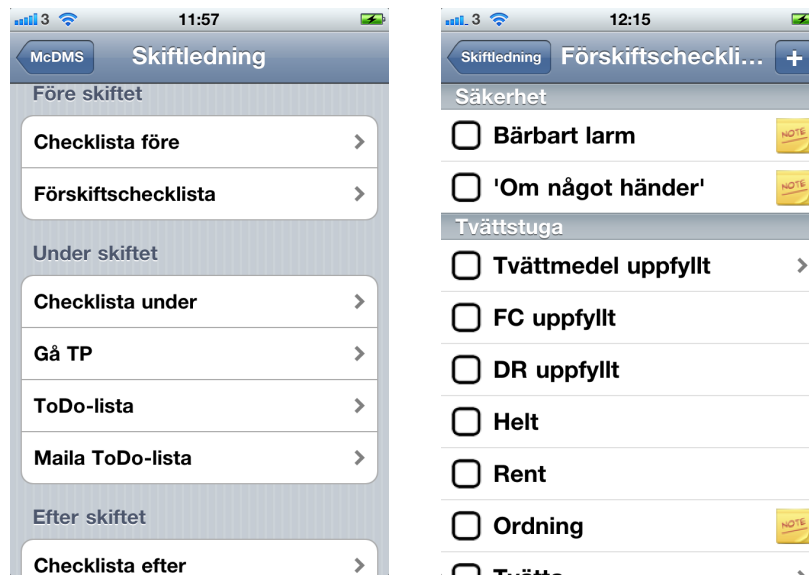 3 11:57
McDMS Skiftledning
Före skiftet
Checklista före
Förskiftschecklista
Under skiftet
Checklista under
Gå TP
ToDo-lista
Maila ToDo-lista
Efter skiftet
Checklista efter
3 12:15
Skiftledning Förskiftscheckli... +
Säkerhet
Bärbart larm NOTE
'Om något händer' NOTE
Tvättstuga
Tvättmedel uppfyllt
FC uppfyllt
DR uppfyllt
Helt
Rent
Ordning NOTE